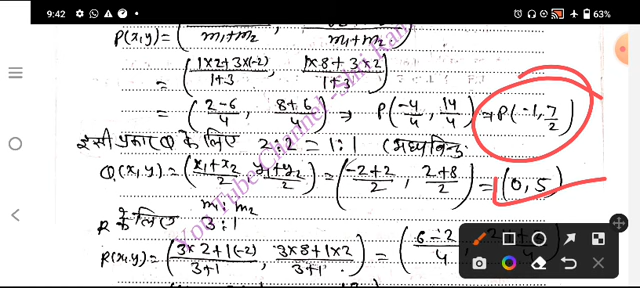 9:42 63%
P(x,y) = ( / m₁+m₂ , / m₁+m₂ )
= ( 1×2+3×(-2) / 1+3 , 1×8+3×2 / 1+3 )
= ( 2-6 / 4 , 8+6 / 4 ) ⇒ P( -4/4 , 14/4 ) ⇒ P( -1, 7/2 )
इसी प्रकार Q के लिए 2:2 = 1:1 (मध्य बिन्दु
Q(x,y) = ( x₁+x₂ / 2 , y₁+y₂ / 2 ) = ( -2+2 / 2 , 2+8 / 2 ) = (0,5)
m₁ : m₂
R के लिए 3:1
R(x,y) = ( 3×2+1(-2) / 3+1 , 3×8+1×2 / 3+1 ) = ( 6-2 / 4 ,
YouTube Channel